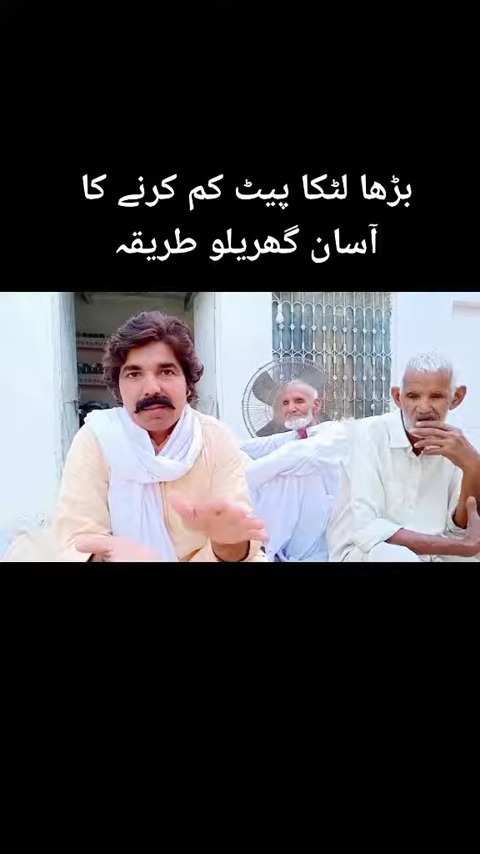 بڑھا لٹکا پیٹ کم کرنے کا
آسان گھریلو طریقہ